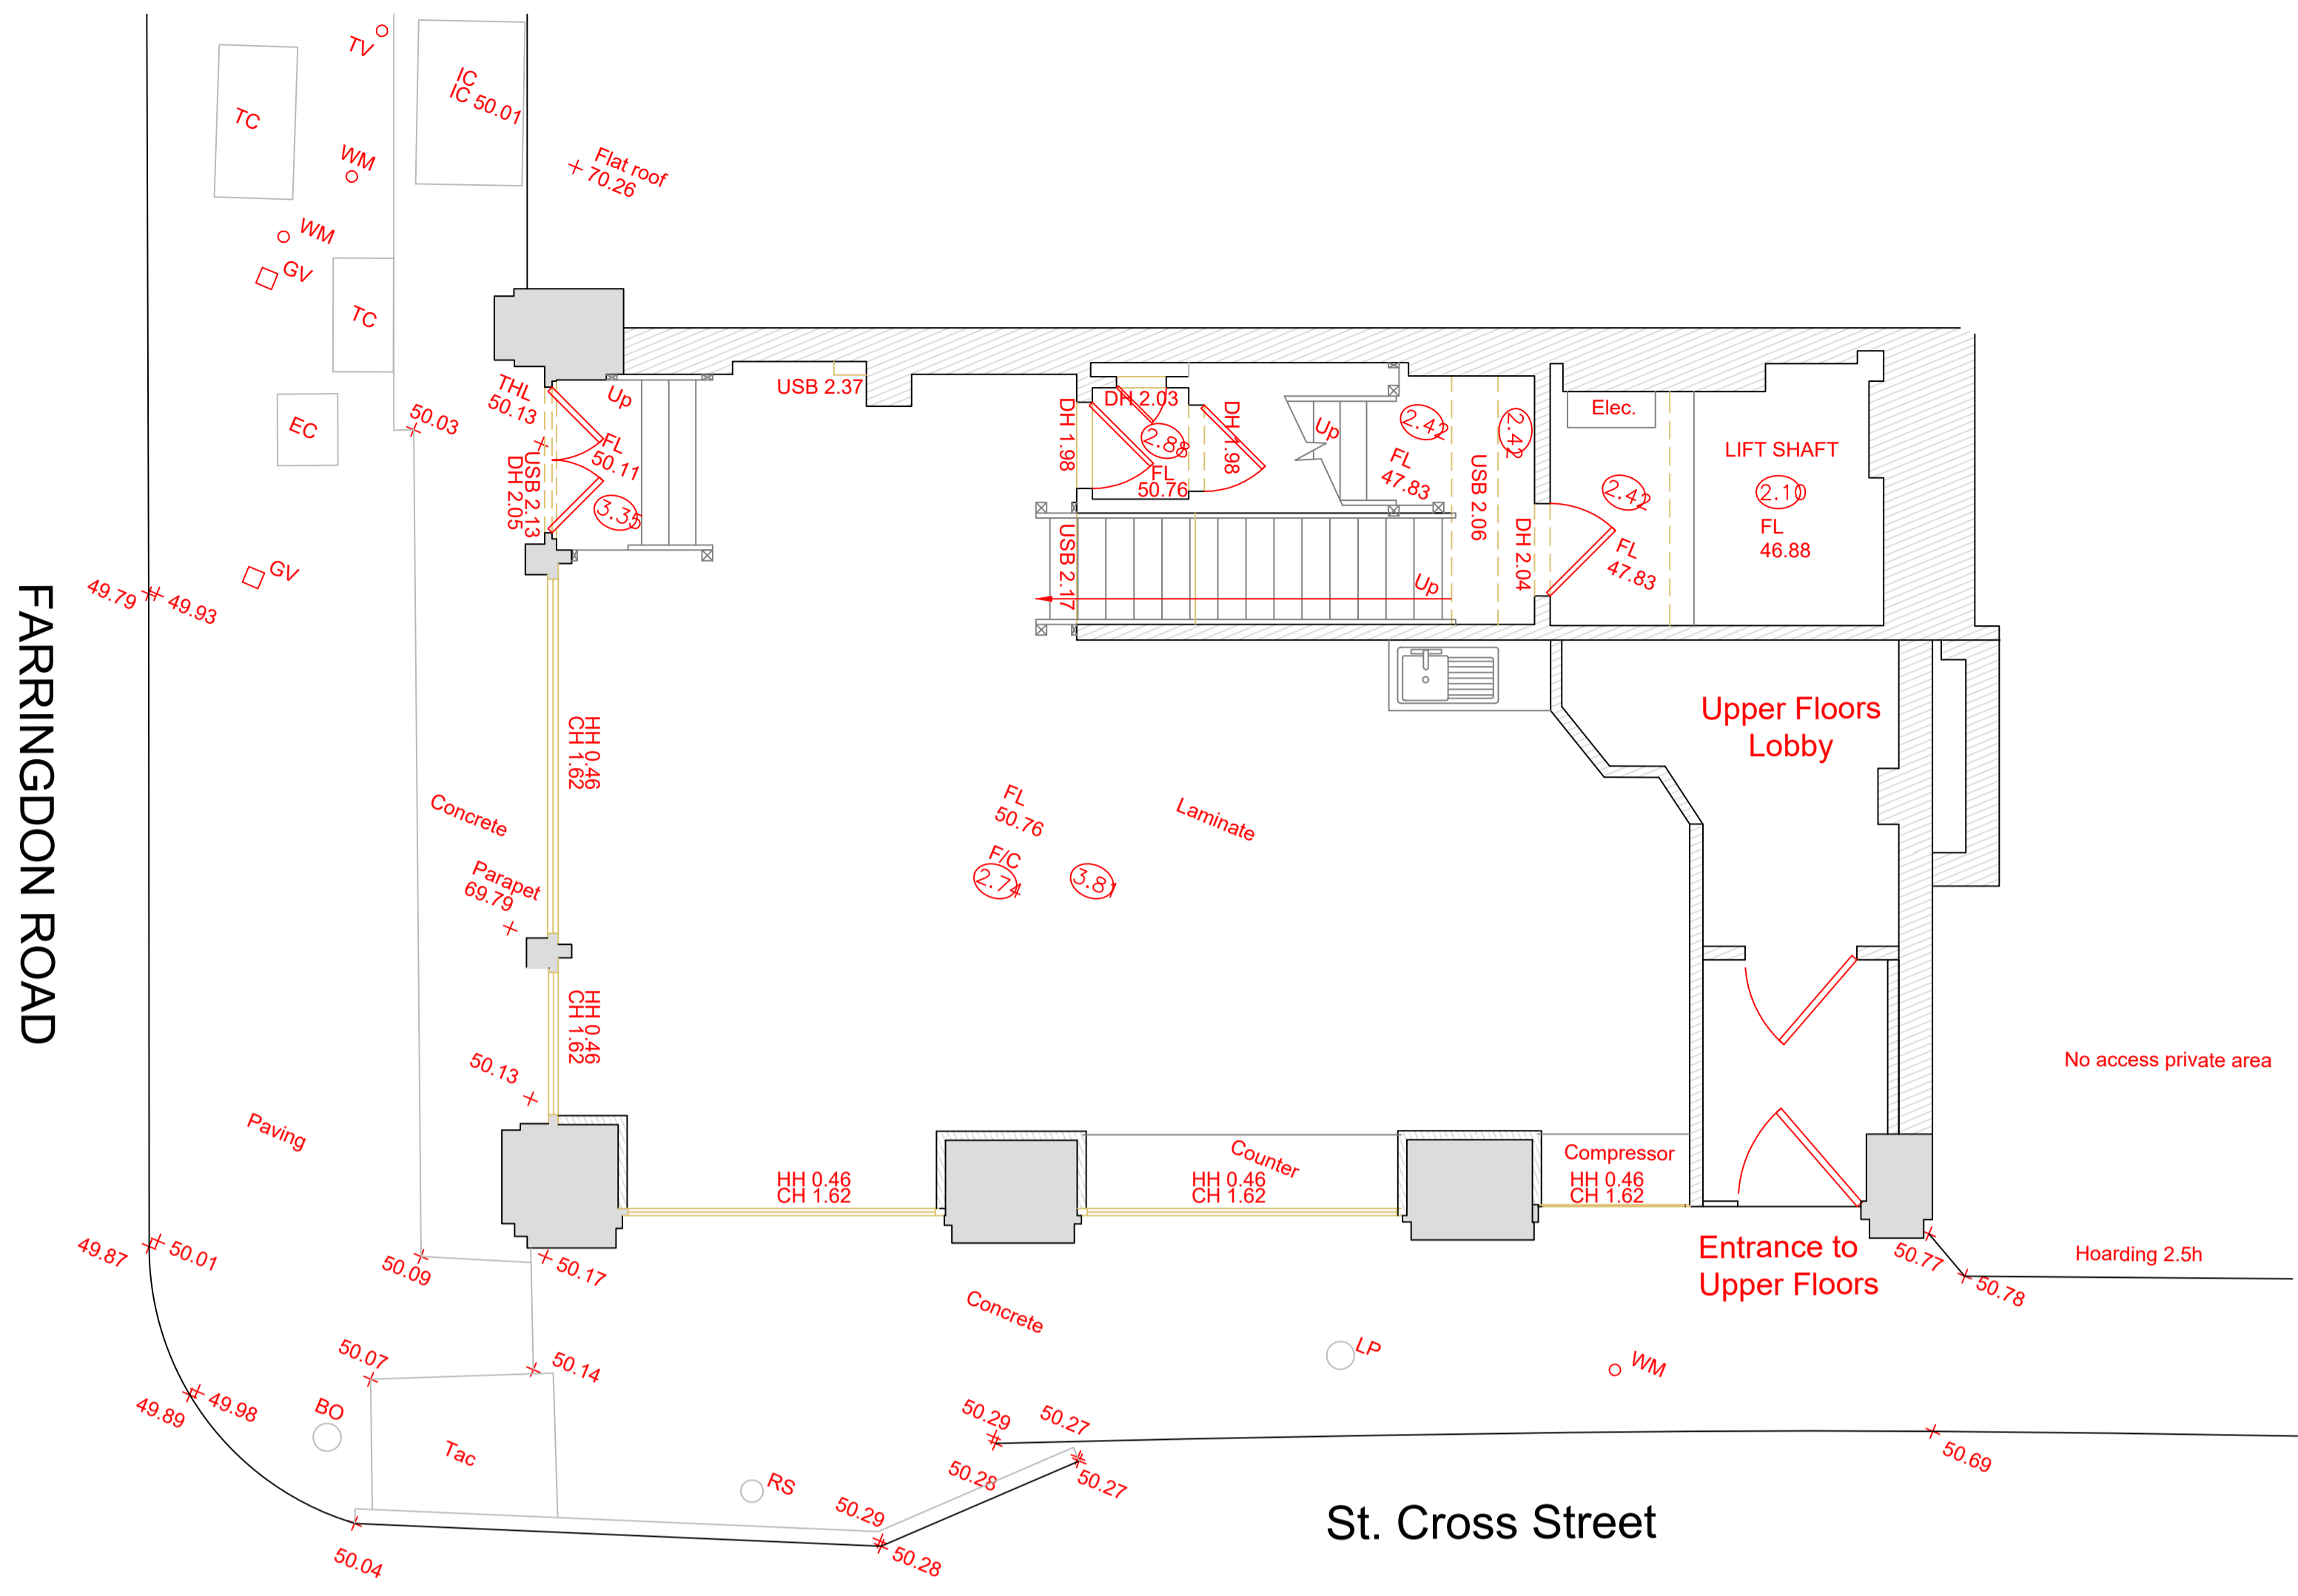 TV
IC
IC 50.01
TC
WM
Flat roof
70.26
WM
GV
TC
EC
50.03
THL
50.13
Up
FL
50.11
USB 2.13
DH 2.05
3.35
USB 2.37
DH 1.98
DH 2.03
2.88
FL
50.76
DH 1.98
Up
2.42
FL
47.83
2.42
USB 2.06
DH 2.04
Elec.
2.42
FL
47.83
LIFT SHAFT
2.10
FL
46.88
USB 2.17
Up
GV
49.79
49.93
FARRINGDON ROAD
HH 0.46
CH 1.62
Upper Floors
Lobby
Concrete
FL
50.76
Laminate
F/C
2.74
3.81
Parapet
69.79
HH 0.46
CH 1.62
50.13
No access private area
Paving
Counter
Compressor
HH 0.46
CH 1.62
HH 0.46
CH 1.62
HH 0.46
CH 1.62
49.87
50.01
50.09
50.17
Entrance to
Upper Floors
50.77
Hoarding 2.5h
50.78
Concrete
50.07
50.14
LP
WM
49.89
49.98
BO
Tac
50.29
50.27
50.69
50.28
50.27
RS
50.29
50.28
50.04
St. Cross Street